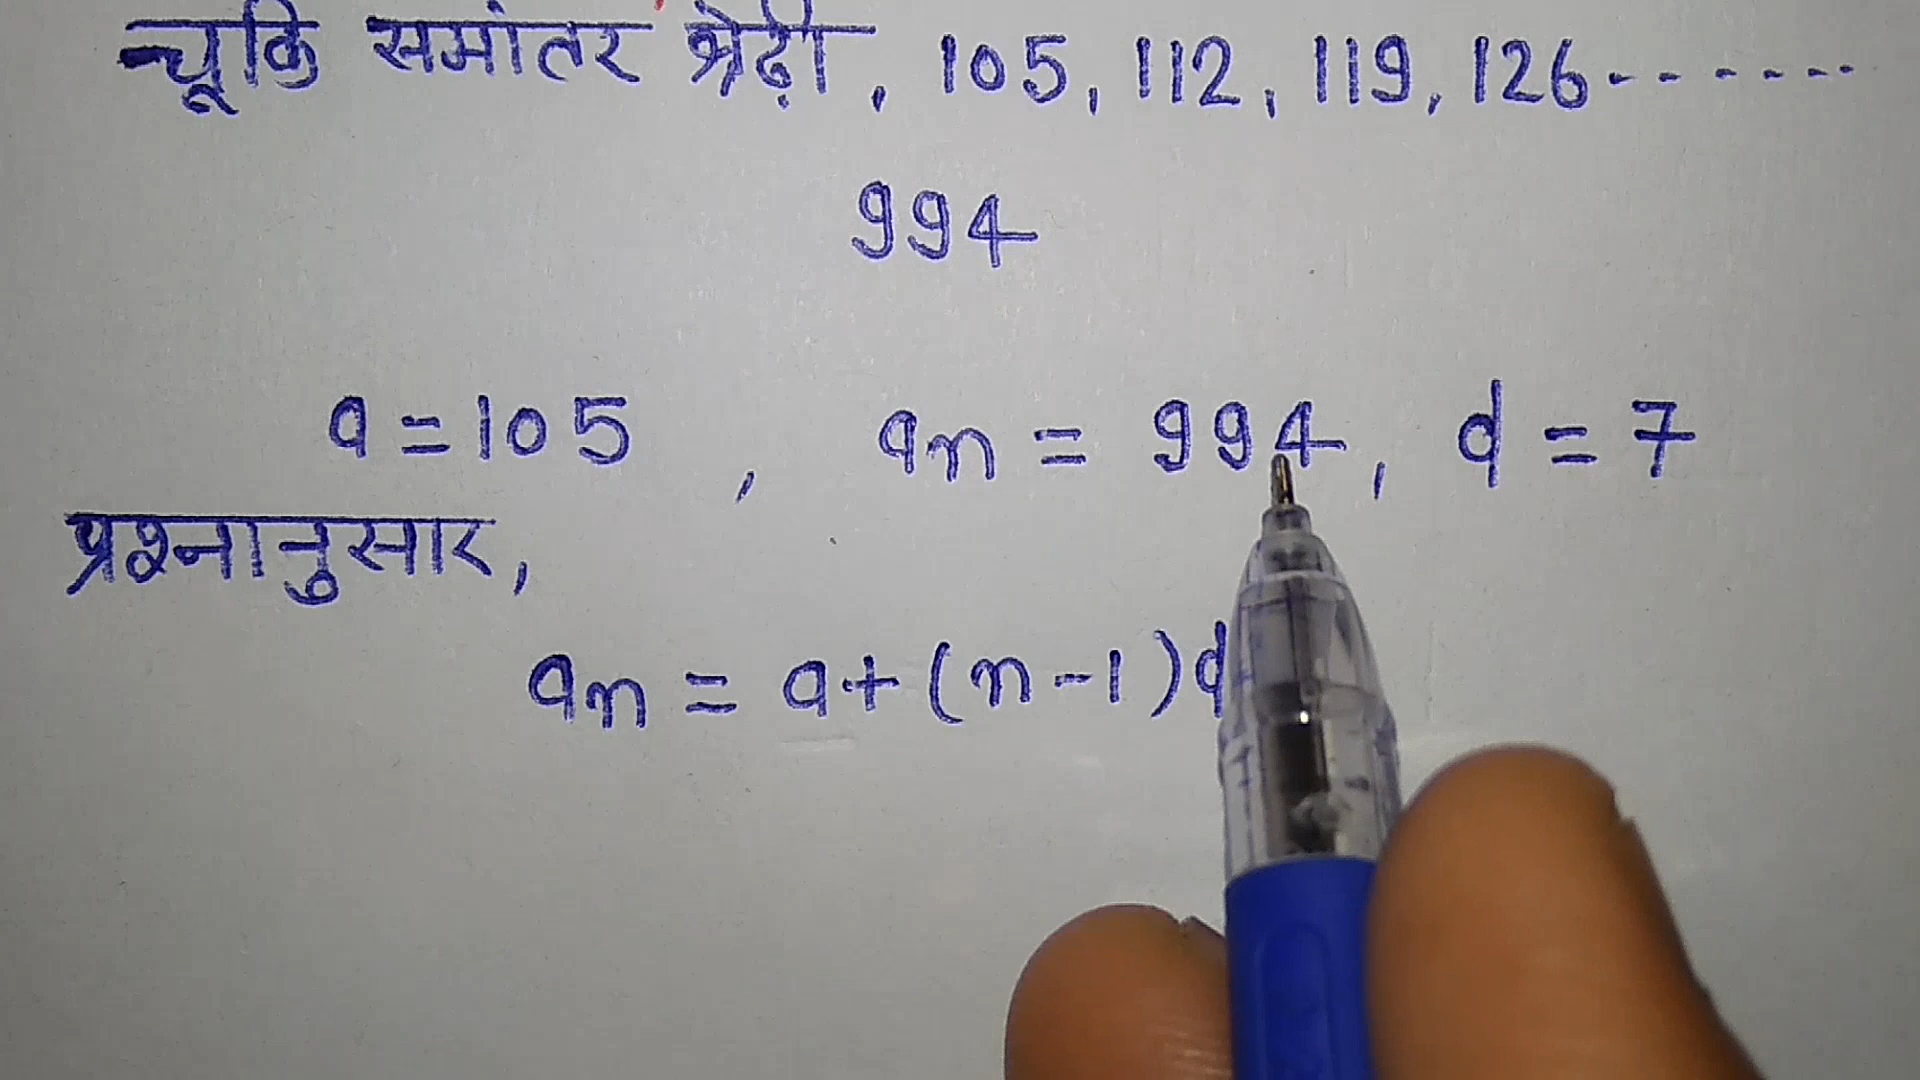 चूकि समांतर श्रेढ़ी, 105, 112, 119, 126-------
994
a = 105 , an = 994, d = 7
प्रश्नानुसार,
an = a+(n-1)d